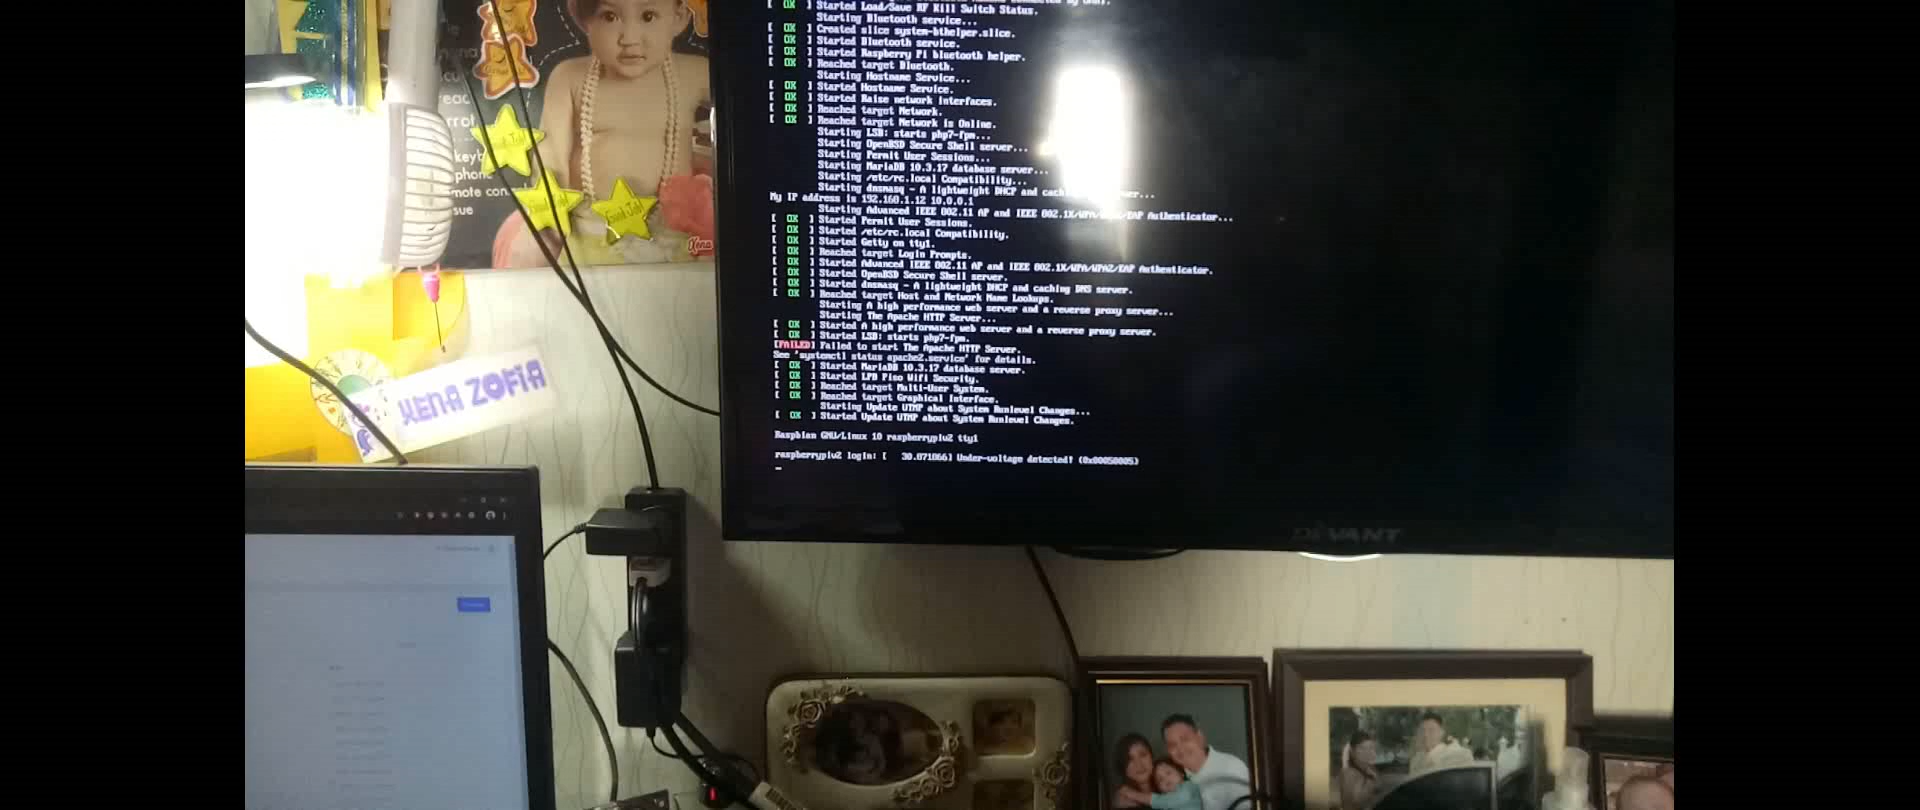 [ OK ] Started Load/Save RF Kill Switch Status.
Starting Bluetooth service...
[ OK ] Created slice system-bthelper.slice.
[ OK ] Started Bluetooth service.
[ OK ] Started Raspberry Pi bluetooth helper.
[ OK ] Reached target Bluetooth.
Starting Hostname Service...
[ OK ] Started Hostname Service.
[ OK ] Started Raise network interfaces.
[ OK ] Reached target Network.
[ OK ] Reached target Network is Online.
Starting LSB: starts php7-fpm...
Starting OpenBSD Secure Shell server...
Starting Permit User Sessions...
Starting MariaDB 10.3.17 database server...
Starting /etc/rc.local Compatibility...
Starting dnsmasq - A lightweight DHCP and
My IP address is 192.168.1.12 10.0.0.1
Starting Advanced IEEE 802.11 AP and IEEE 802.1X/WPA/ Authenticator...
[ OK ] Started Permit User Sessions.
[ OK ] Started /etc/rc.local Compatibility.
[ OK ] Started Getty on tty1.
[ OK ] Reached target Login Prompts.
[ OK ] Started Advanced IEEE 802.11 AP and IEEE 802.1X/WPA/WPA2/EAP Authenticator.
[ OK ] Started OpenBSD Secure Shell server.
[ OK ] Started dnsmasq - A lightweight DHCP and caching DNS server.
[ OK ] Reached target Host and Network Name Lookups.
Starting A high performance web server and a reverse proxy server...
Starting The Apache HTTP Server...
[ OK ] Started A high performance web server and a reverse proxy server.
[ OK ] Started LSB: starts php7-fpm.
[FAILED] Failed to start The Apache HTTP Server.
See 'systemctl status apache2.service' for details.
[ OK ] Started MariaDB 10.3.17 database server.
[ OK ] Started LPB Piso Wifi Security.
[ OK ] Reached target Multi-User System.
[ OK ] Reached target Graphical Interface.
Starting Update UTMP about System Runlevel Changes...
[ OK ] Started Update UTMP about System Runlevel Changes.
Raspbian GNU/Linux 10 raspberrypiv2 tty1
raspberrypiv2 login: [ 30.871866] Under-voltage detected! (0x00050005)
DEVANT
XENA ZOFIA
Good Job!
Xena